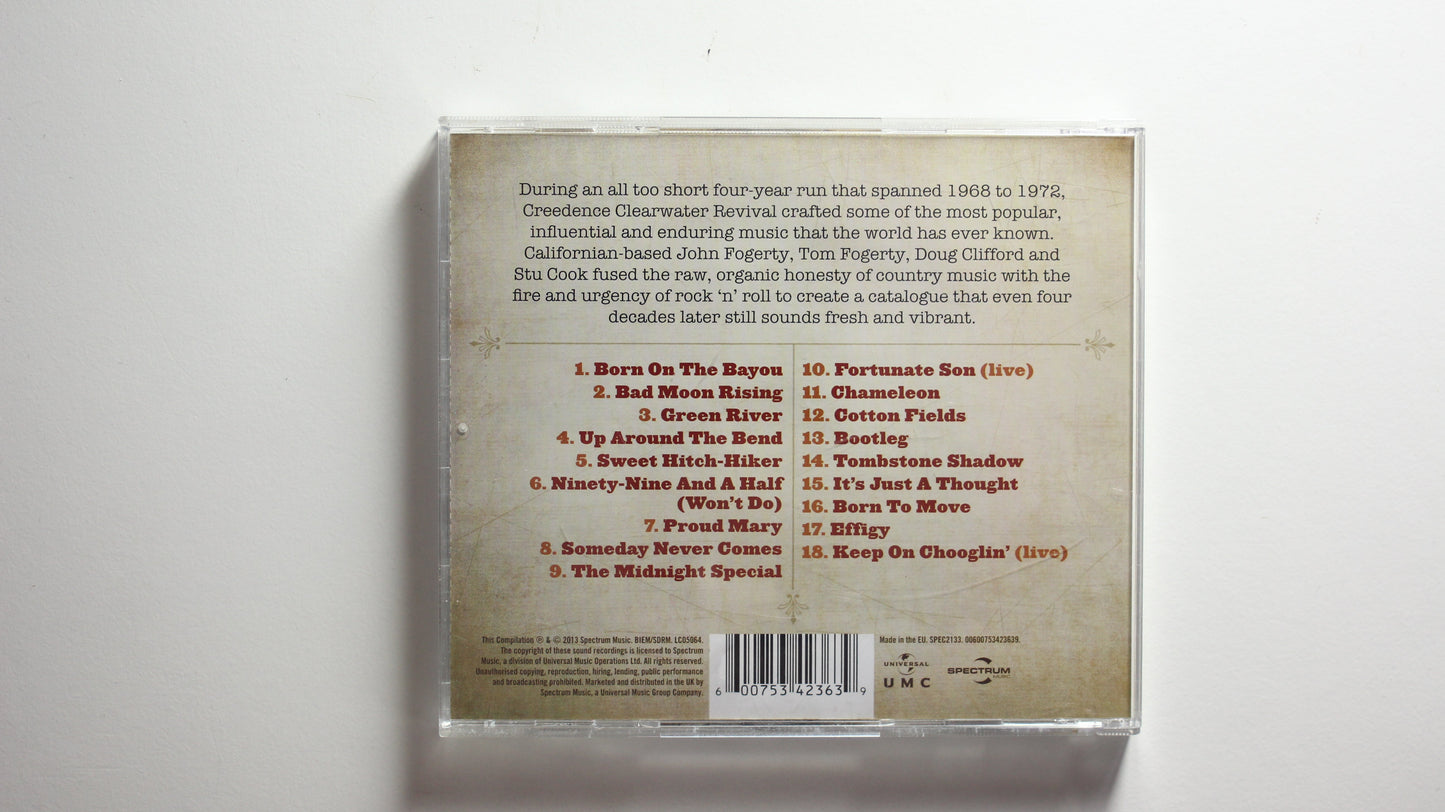 During an all too short four-year run that spanned 1968 to 1972,
Creedence Clearwater Revival crafted some of the most popular,
influential and enduring music that the world has ever known.
Californian-based John Fogerty, Tom Fogerty, Doug Clifford and
Stu Cook fused the raw, organic honesty of country music with the
fire and urgency of rock ‘n’ roll to create a catalogue that even four
decades later still sounds fresh and vibrant.
1. Born On The Bayou
2. Bad Moon Rising
3. Green River
4. Up Around The Bend
5. Sweet Hitch-Hiker
6. Ninety-Nine And A Half
(Won’t Do)
7. Proud Mary
8. Someday Never Comes
9. The Midnight Special
10. Fortunate Son (live)
11. Chameleon
12. Cotton Fields
13. Bootleg
14. Tombstone Shadow
15. It’s Just A Thought
16. Born To Move
17. Effigy
18. Keep On Chooglin’ (live)
This Compilation ℗ & © 2013 Spectrum Music. BIEM/SDRM. LC05064.
The copyright of these sound recordings is licensed to Spectrum
Music, a division of Universal Music Operations Ltd. All rights reserved.
Unauthorised copying, reproduction, hiring, lending, public performance
and broadcasting prohibited. Marketed and distributed in the UK by
Spectrum Music, a Universal Music Group Company.
6 00753 42363 9
Made in the EU. SPEC2133. 00600753423639.
UNIVERSAL
UMC
SPECTRUM
MUSIC